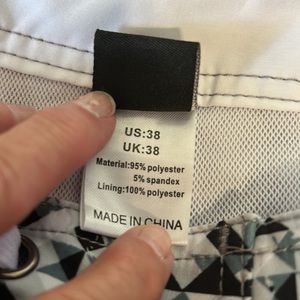 US:38
UK:38
Material:95% polyester
5% spandex
Lining:100% polyester
MADE IN CHINA